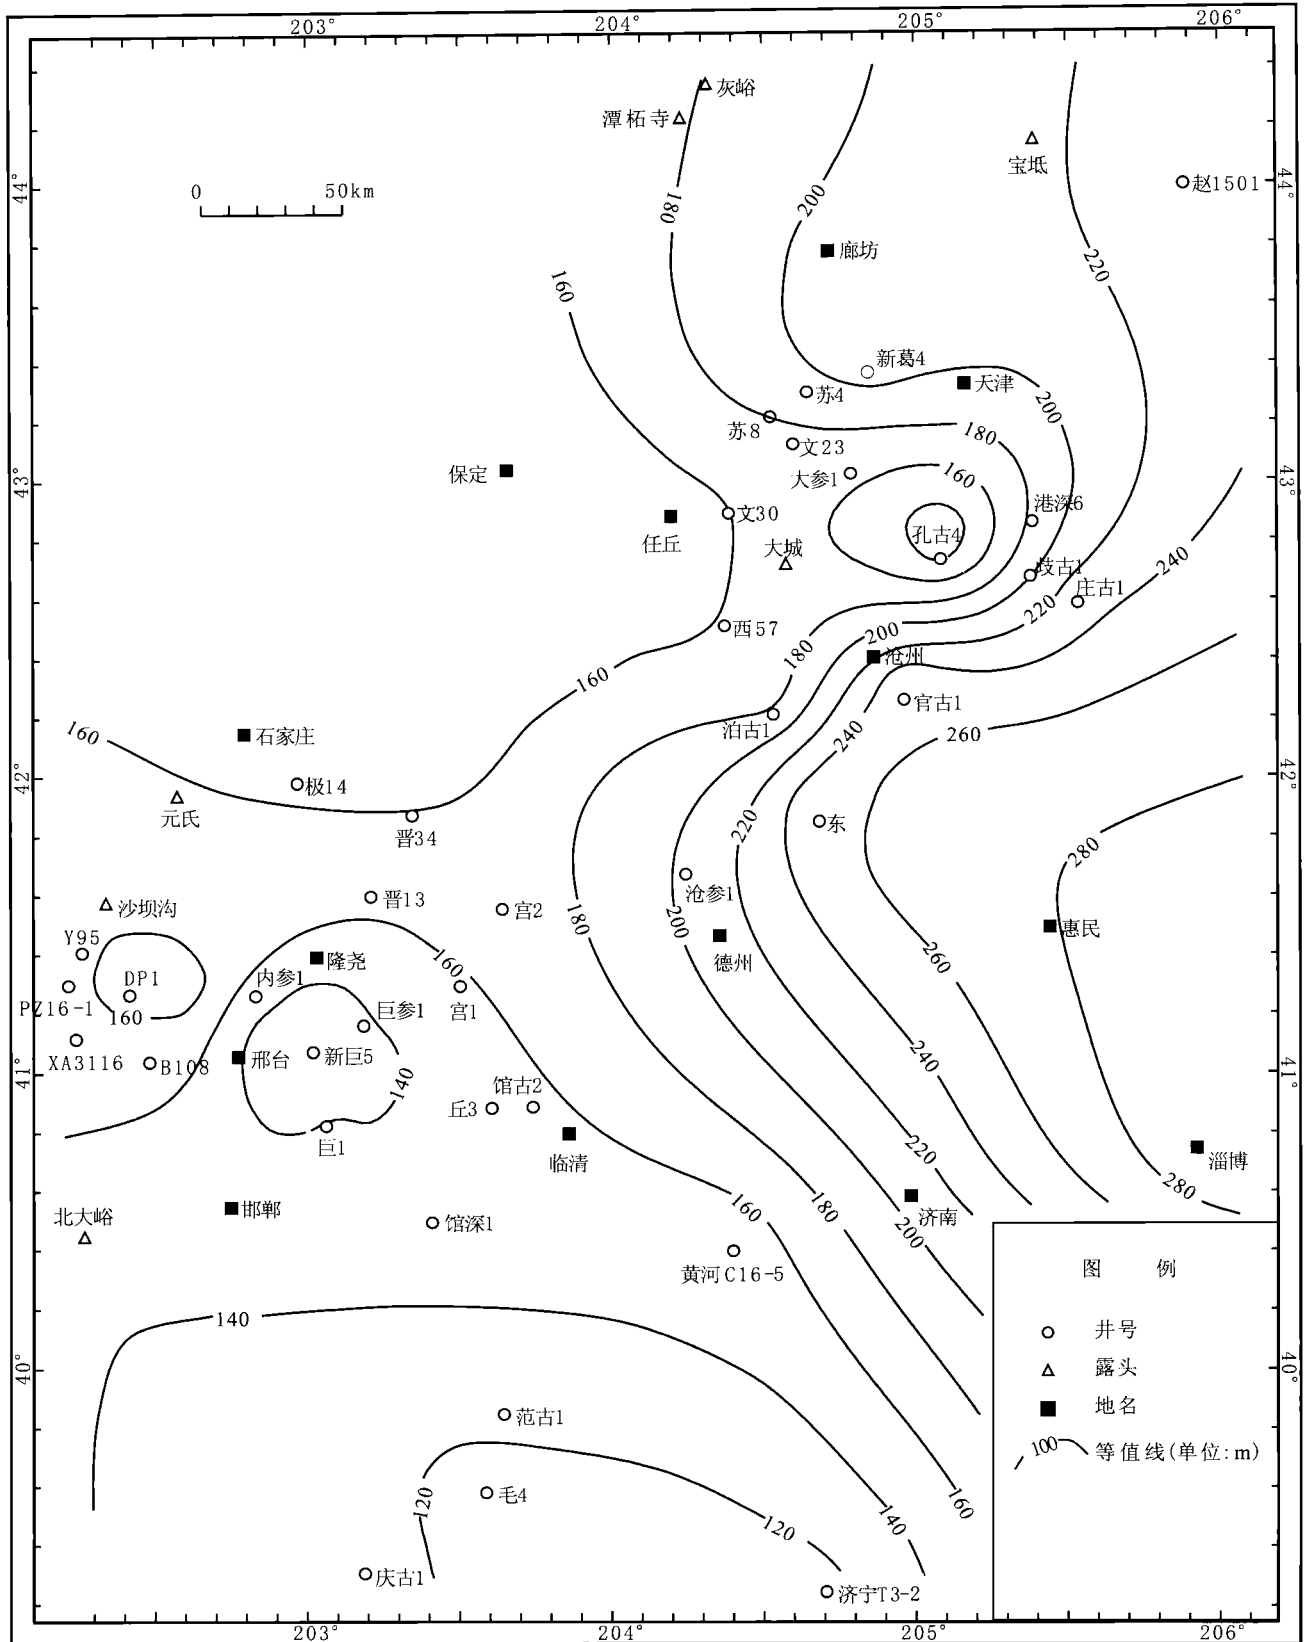 203° 204° 205° 206°
灰峪
潭柘寺
宝坻
44°
44°
0 50km
赵1501
180
200
廊坊
220
160
新葛4
苏4
天津
200
苏8
180
文23
43°
保定
大参1
160
43°
文30
港深6
任丘
大城
孔古4
240
歧古1
庄古1
220
西57
200
180
沧州
160
官古1
160
石家庄
泊古1
240
260
42°
极14
42°
元氏
220
东
晋34
280
沧参1
晋13
沙坝沟
宫2
180
200
惠民
Y95
隆尧
160
德州
260
DP1
内参1
PZ16-1
160
巨参1
宫1
XA3116
B108
邢台
新巨5
240
41°
140
馆古2
41°
丘3
巨1
临清
220
淄博
280
北大峪
邯郸
馆深1
160
180
济南
200
黄河C16-5
图 例
140
井号
40°
露头
40°
地名
范古1
100 等值线(单位:m)
毛4
120
160
120
140
庆古1
济宁T3-2
203° 204° 205° 206°